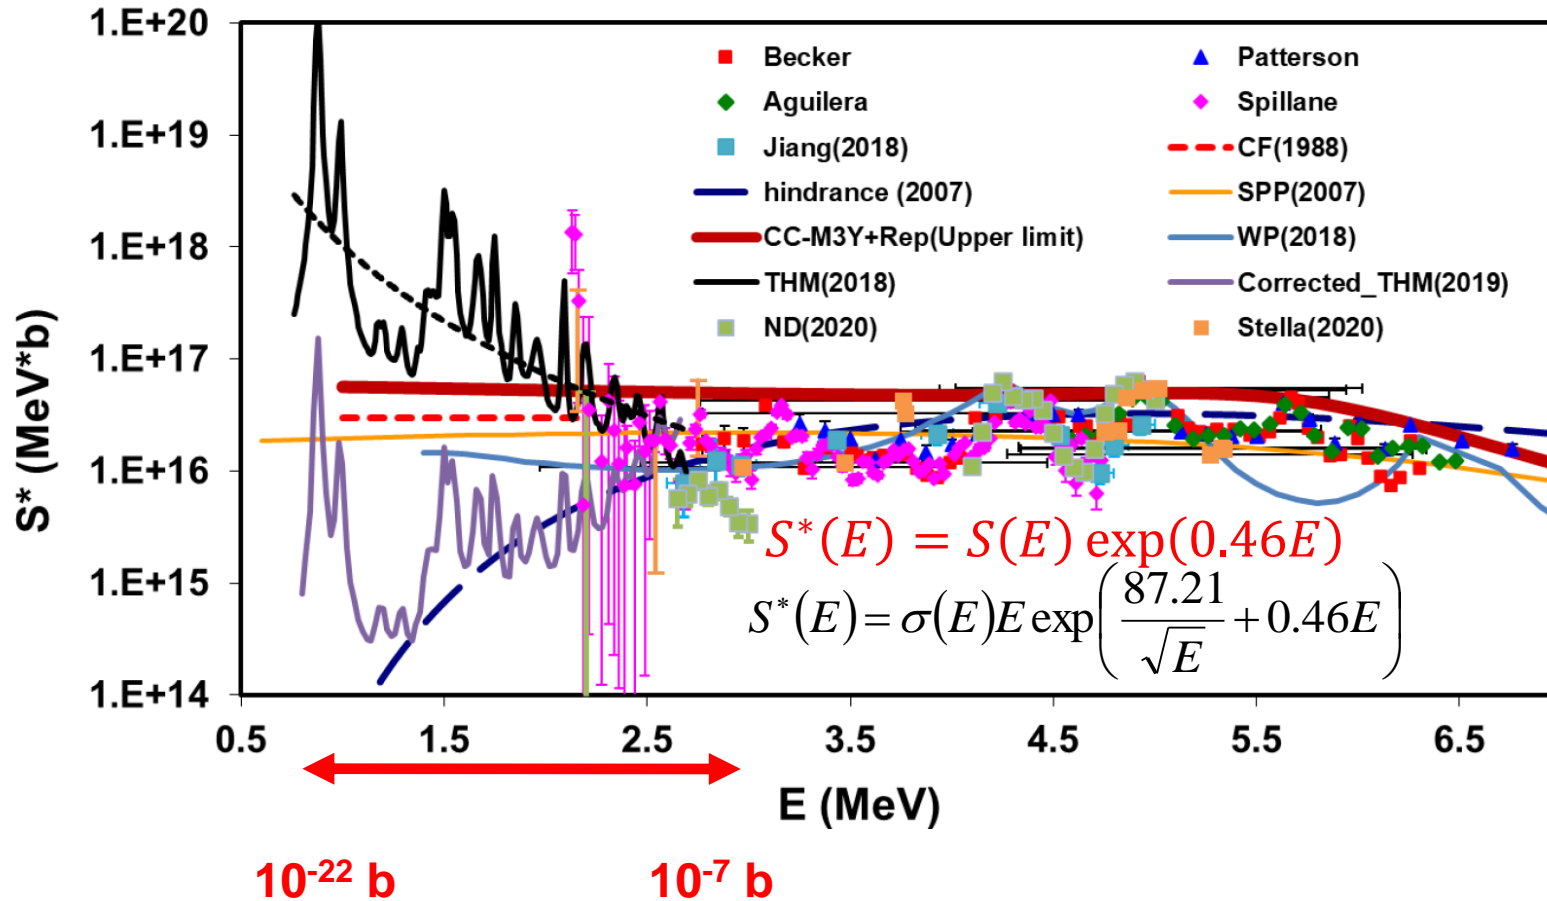 1.E+20
1.E+19
1.E+18
1.E+17
1.E+16
1.E+15
1.E+14
S* (MeV*b)
Becker
Patterson
Aguilera
Spillane
Jiang(2018)
CF(1988)
hindrance (2007)
SPP(2007)
CC-M3Y+Rep(Upper limit)
WP(2018)
THM(2018)
Corrected_THM(2019)
ND(2020)
Stella(2020)
S*(E) = S(E) exp(0.46E)
S*(E) = σ(E)E exp(87.21/√E + 0.46E)
0.5 1.5 2.5 3.5 4.5 5.5 6.5
E (MeV)
10⁻²² b 10⁻⁷ b